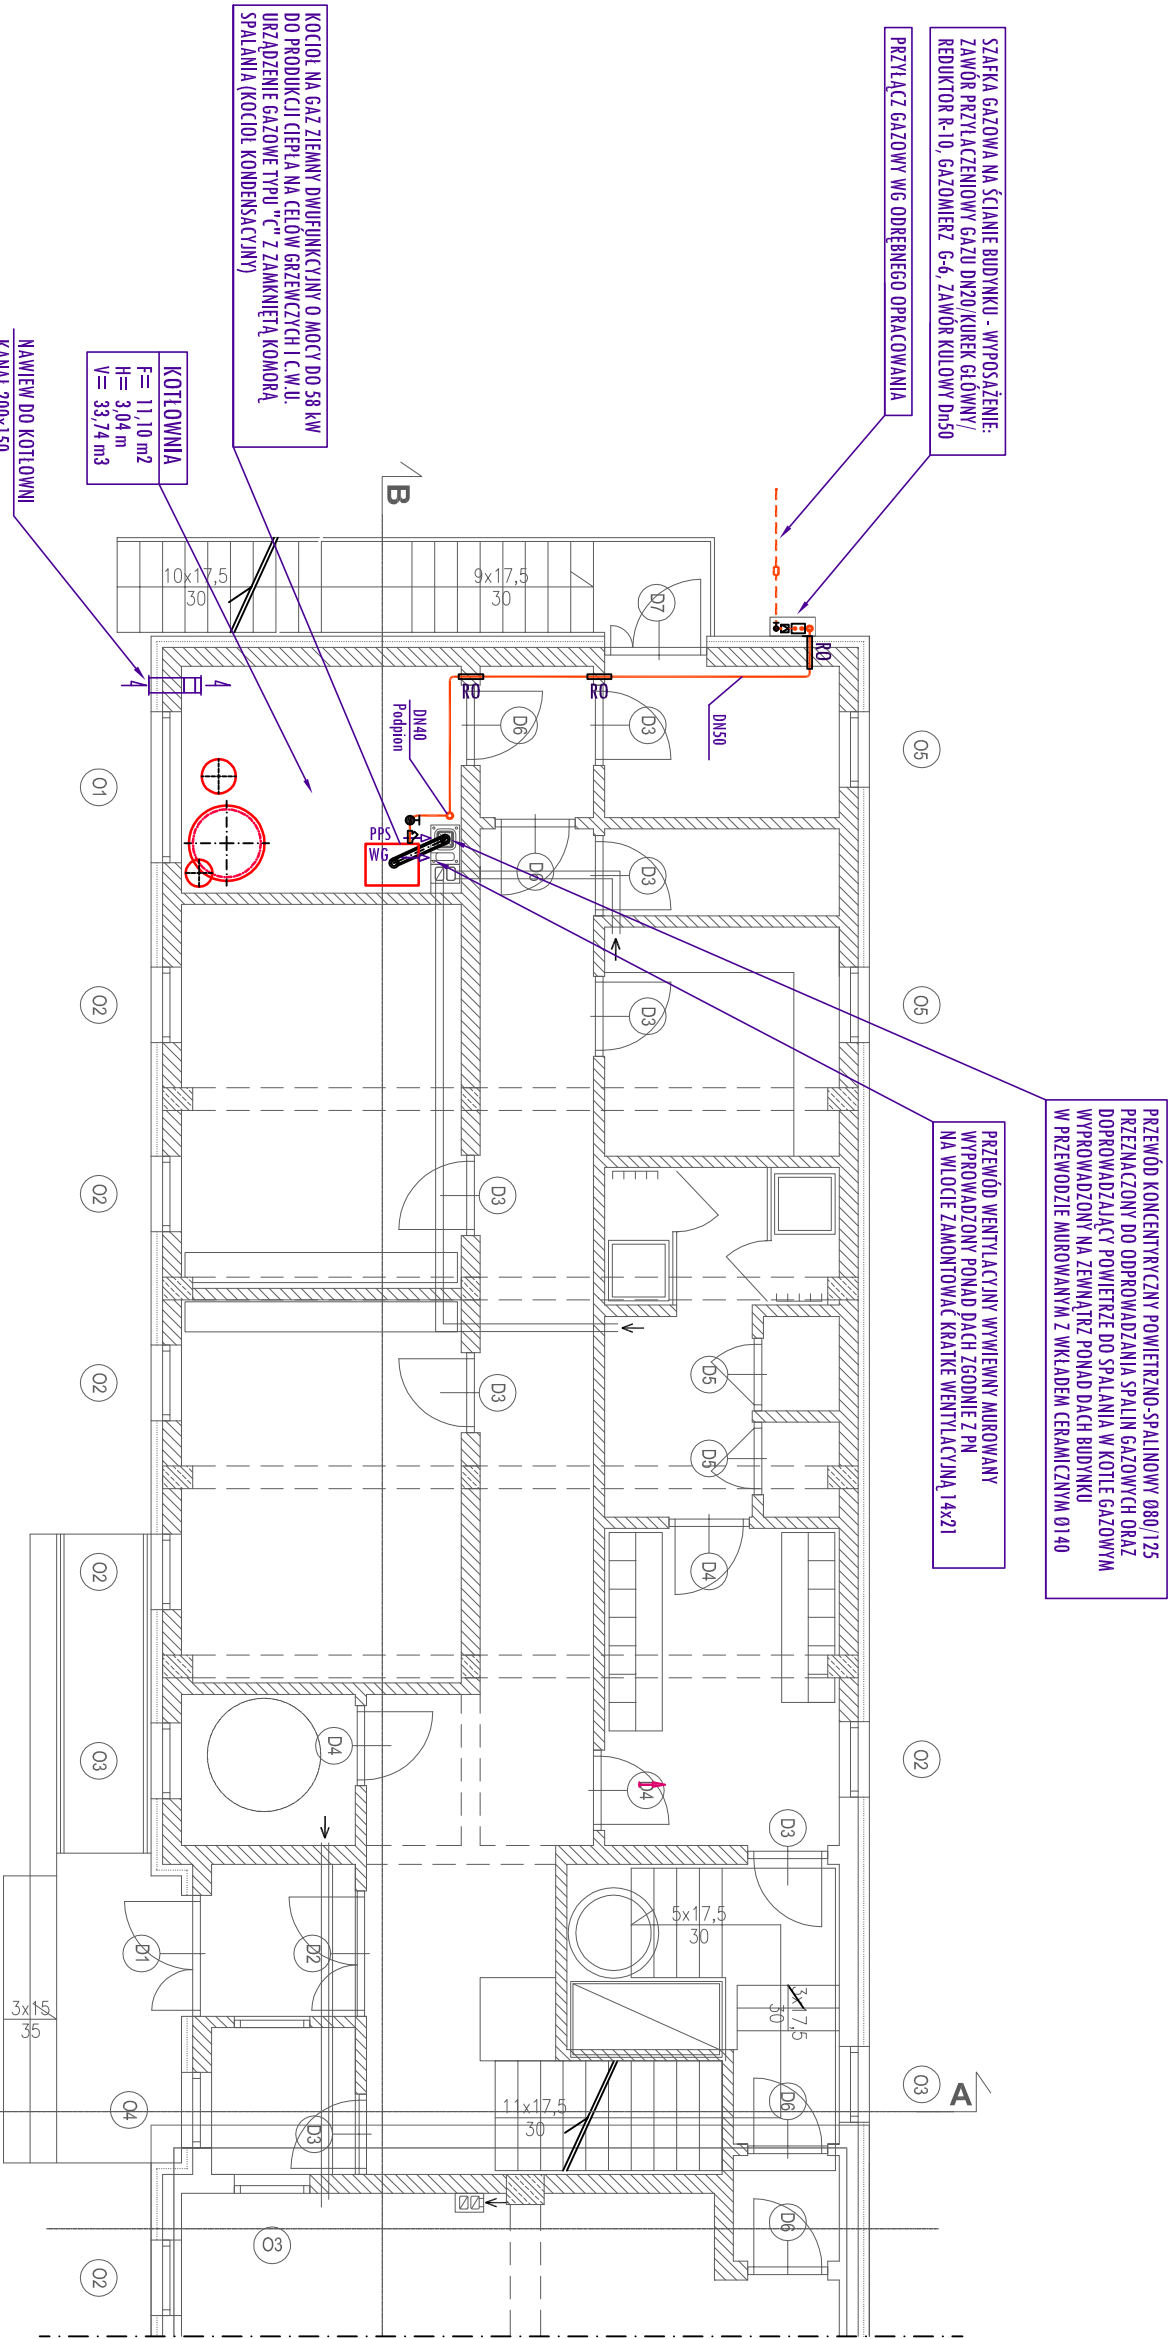 SZAFKA GAZOWA NA ŚCIANIE BUDYNKU - WYPOSAŻENIE:
ZAWÓR PRZYŁĄCZENIOWY GAZU DN20/KUREK GŁÓWNY/
REDUKTOR R-10, GAZOMIERZ G-6, ZAWÓR KULOWY Dn50
PRZYŁĄCZ GAZOWY WG ODRĘBNEGO OPRACOWANIA
KOCIOŁ NA GAZ ZIEMNY DWUFUNKCYJNY O MOCY DO 58 kW
DO PRODUKCJI CIEPŁA NA CELÓW GRZEWCZYCH I C.W.U.
URZĄDZENIE GAZOWE TYPU "C" Z ZAMKNIĘTĄ KOMORĄ
SPALANIA (KOCIOŁ KONDENSACYJNY)
KOTŁOWNIA
F= 11,10 m2
H= 3,04 m
V= 33,74 m3
NAWIEW DO KOTŁOWNI
KANAŁ 200x150
PRZEWÓD KONCENTRYCZNY POWIETRZNO-SPALINOWY Ø80/125
PRZEZNACZONY DO ODPROWADZANIA SPALIN GAZOWYCH ORAZ
DOPROWADZAJĄCY POWIETRZE DO SPALANIA W KOTLE GAZOWYM
WYPROWADZONY NA ZEWNĄTRZ PONAD DACH BUDYNKU
W PRZEWODZIE MUROWANYM Z WKŁADEM CERAMICZNYM Ø140
PRZEWÓD WENTYLACYJNY WYWIEWNY MUROWANY
WYPROWADZONY PONAD DACH ZGODNIE Z PN
NA WLOCIE ZAMONTOWAĆ KRATKE WENTYLACYJNĄ 14x21
B
10x17,5
30
9x17,5
30
D7
RO
RO
RO
DN50
DN40
Podpion
PPS
WG
D6
D3
D6
D3
D3
D3
D3
D5
D5
D4
D4
D4
D3
D1
D2
D3
D6
D6
O5
O5
O2
O3
O1
O2
O2
O2
O2
O3
O4
O3
O2
5x17,5
30
3x17,5
30
11x17,5
30
3x15
35
A